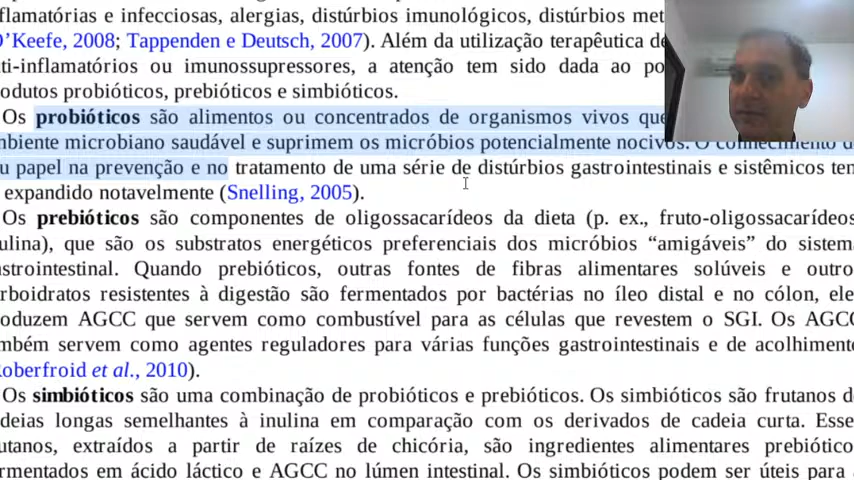 flamatórias e infecciosas, alergias, distúrbios imunológicos, distúrbios met
O'Keefe, 2008; Tappenden e Deutsch, 2007). Além da utilização terapêutica de
ti-inflamatórios ou imunossupressores, a atenção tem sido dada ao po
odutos probióticos, prebióticos e simbióticos.
Os probióticos são alimentos ou concentrados de organismos vivos que
mbiente microbiano saudável e suprimem os micróbios potencialmente nocivos. O conhecimento d
u papel na prevenção e no tratamento de uma série de distúrbios gastrointestinais e sistêmicos ten
expandido notavelmente (Snelling, 2005).
Os prebióticos são componentes de oligossacarídeos da dieta (p. ex., fruto-oligossacarídeos
ulina), que são os substratos energéticos preferenciais dos micróbios “amigáveis” do sistema
astrointestinal. Quando prebióticos, outras fontes de fibras alimentares solúveis e outro
rboidratos resistentes à digestão são fermentados por bactérias no íleo distal e no cólon, ele
oduzem AGCC que servem como combustível para as células que revestem o SGI. Os AGCC
mbém servem como agentes reguladores para várias funções gastrointestinais e de acolhimento
Roberfroid et al., 2010).
Os simbióticos são uma combinação de probióticos e prebióticos. Os simbióticos são frutanos d
deias longas semelhantes à inulina em comparação com os derivados de cadeia curta. Esse
utanos, extraídos a partir de raízes de chicória, são ingredientes alimentares prebiótico
rmentados em ácido láctico e AGCC no lúmen intestinal. Os simbióticos podem ser úteis para a